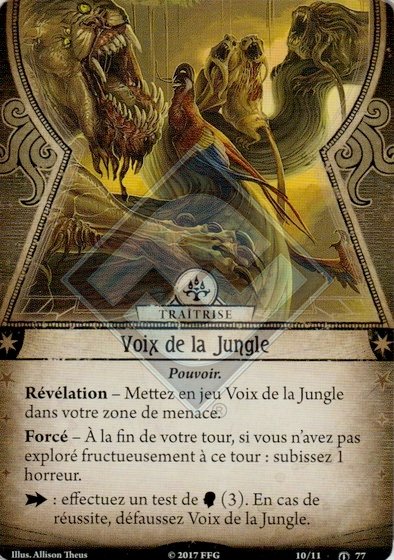 TRAÎTRISE
Voix de la Jungle
Pouvoir.
Révélation – Mettez en jeu Voix de la Jungle
dans votre zone de menace.
Forcé – À la fin de votre tour, si vous n'avez pas
exploré fructueusement à ce tour : subissez 1
horreur.
: effectuez un test de (3). En cas de
réussite, défaussez Voix de la Jungle.
Illus. Allison Theus © 2017 FFG 10/11 77